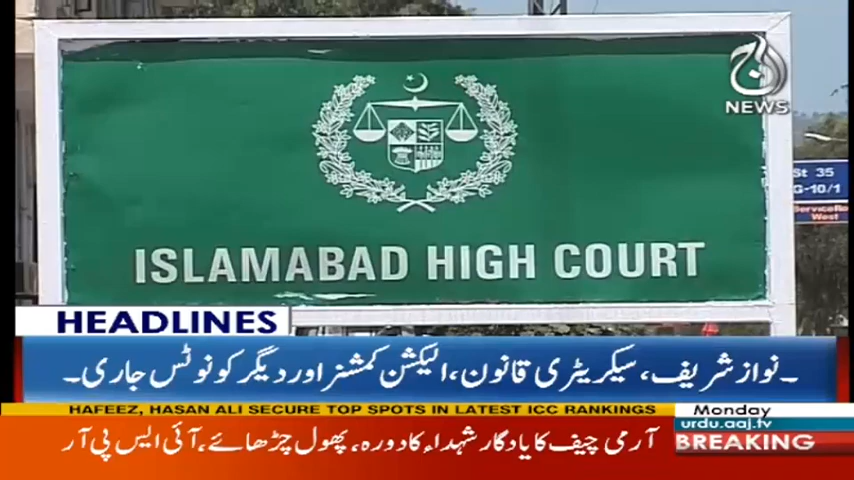 آج
NEWS
ISLAMABAD HIGH COURT
St 35
G-10/1
ServiceRo
West
HEADLINES
۔نواز شریف، سیکریٹری قانون، الیکشن کمشنر اور دیگر کو نوٹس جاری۔
HAFEEZ, HASAN ALI SECURE TOP SPOTS IN LATEST ICC RANKINGS
Monday
urdu.aaj.tv
BREAKING
آرمی چیف کا یادگار شہداء کا دورہ، پھول چڑھائے، آئی ایس پی آر